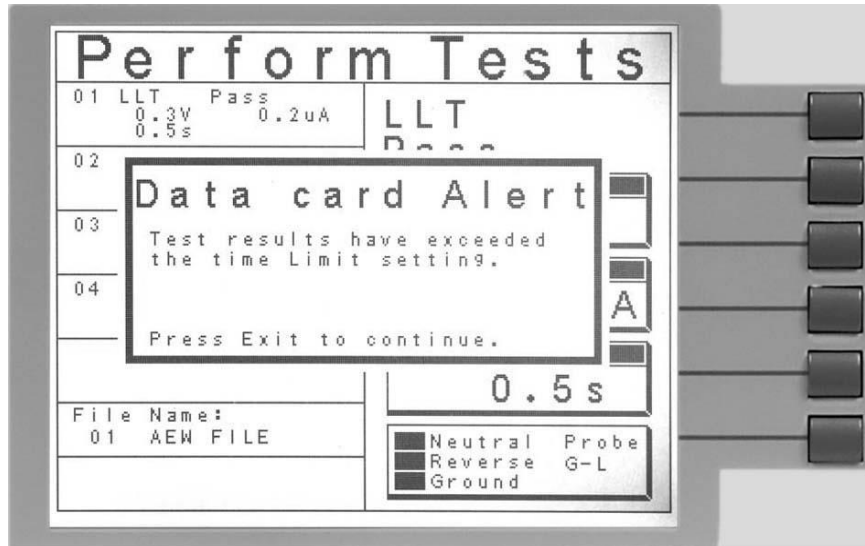 Perform Tests
01 LLT Pass
0.3V 0.2uA
0.5s
02
03
04
File Name:
01 AEW FILE
LLT
Pass
Data card Alert
Test results have exceeded
the time Limit setting.
Press Exit to continue.
A
0.5s
Neutral Probe
Reverse G-L
Ground